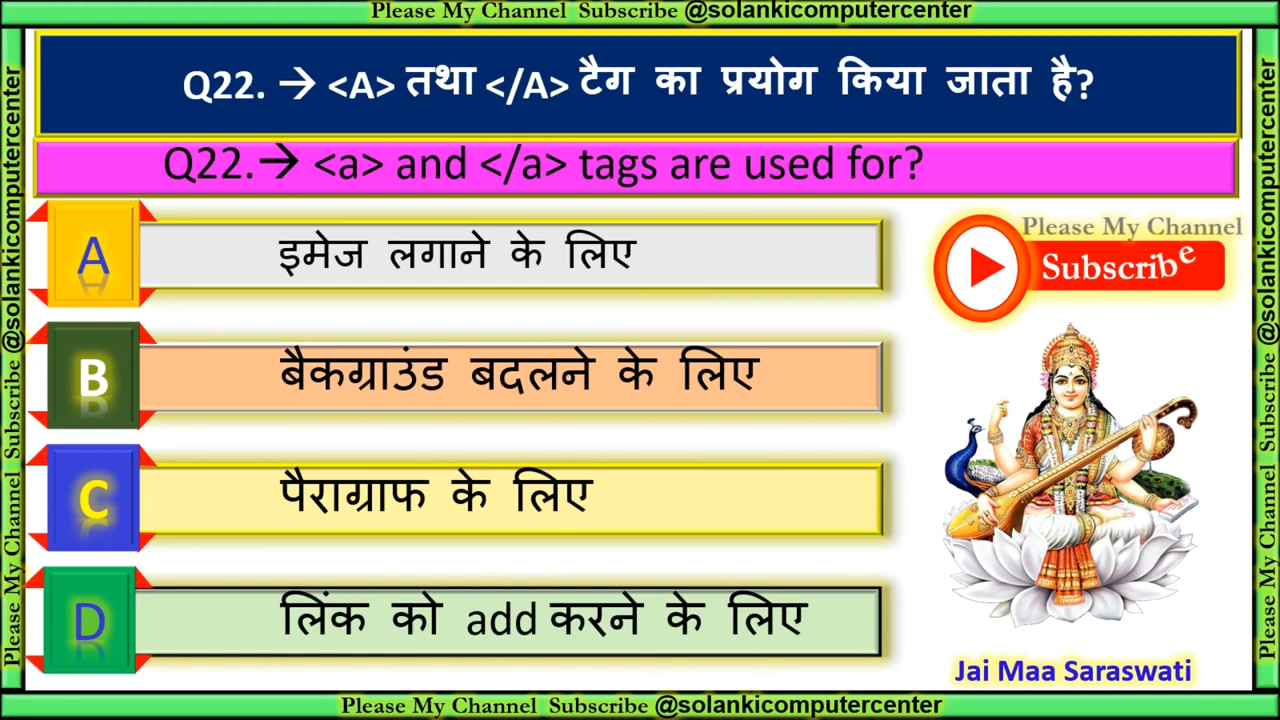 Please My Channel Subscribe @solankicomputercenter
Q22. → <A> तथा </A> टैग का प्रयोग किया जाता है?
Q22.→ <a> and </a> tags are used for?
A
इमेज लगाने के लिए
B
बैकग्राउंड बदलने के लिए
C
पैराग्राफ के लिए
D
लिंक को add करने के लिए
Please My Channel
Subscribe
Jai Maa Saraswati
Please My Channel Subscribe @solankicomputercenter
Please My Channel Subscribe @solankicomputercenter
Please My Channel Subscribe @solankicomputercenter